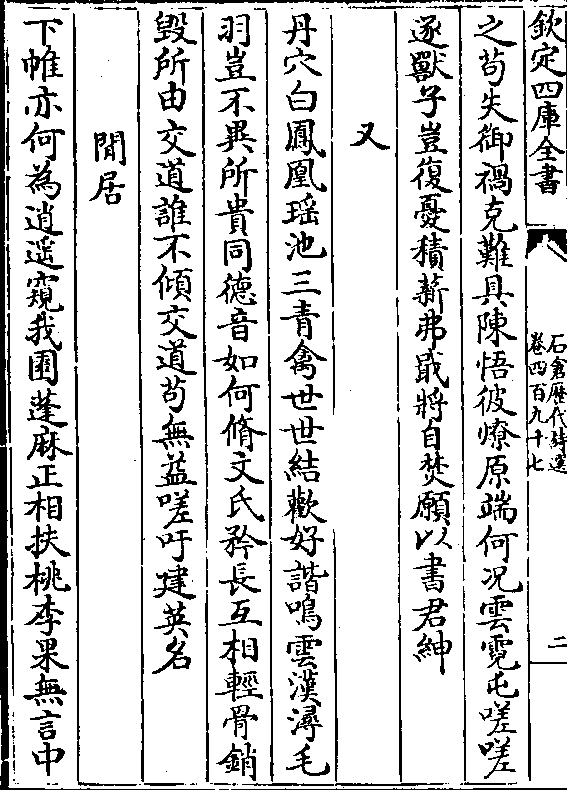 欽定四庫全書
石倉歷代詩選
卷四百九十七
二
之苟失御禍克難具陳悟彼燎原端何况雲霓屯嗟嗟
逐獸子豈復憂積薪弗戢將自焚願以書君紳
又
丹穴白鳳凰瑶池三青禽世世結歡好諧鳴雲漢潯毛
羽豈不異所貴同德音如何脩文氏矜長互相輕骨銷
毀所由交道誰不傾交道苟無益嗟吁建英名
閒居
下帷亦何為逍遥窺我園蓬麻正相扶桃李果無言中